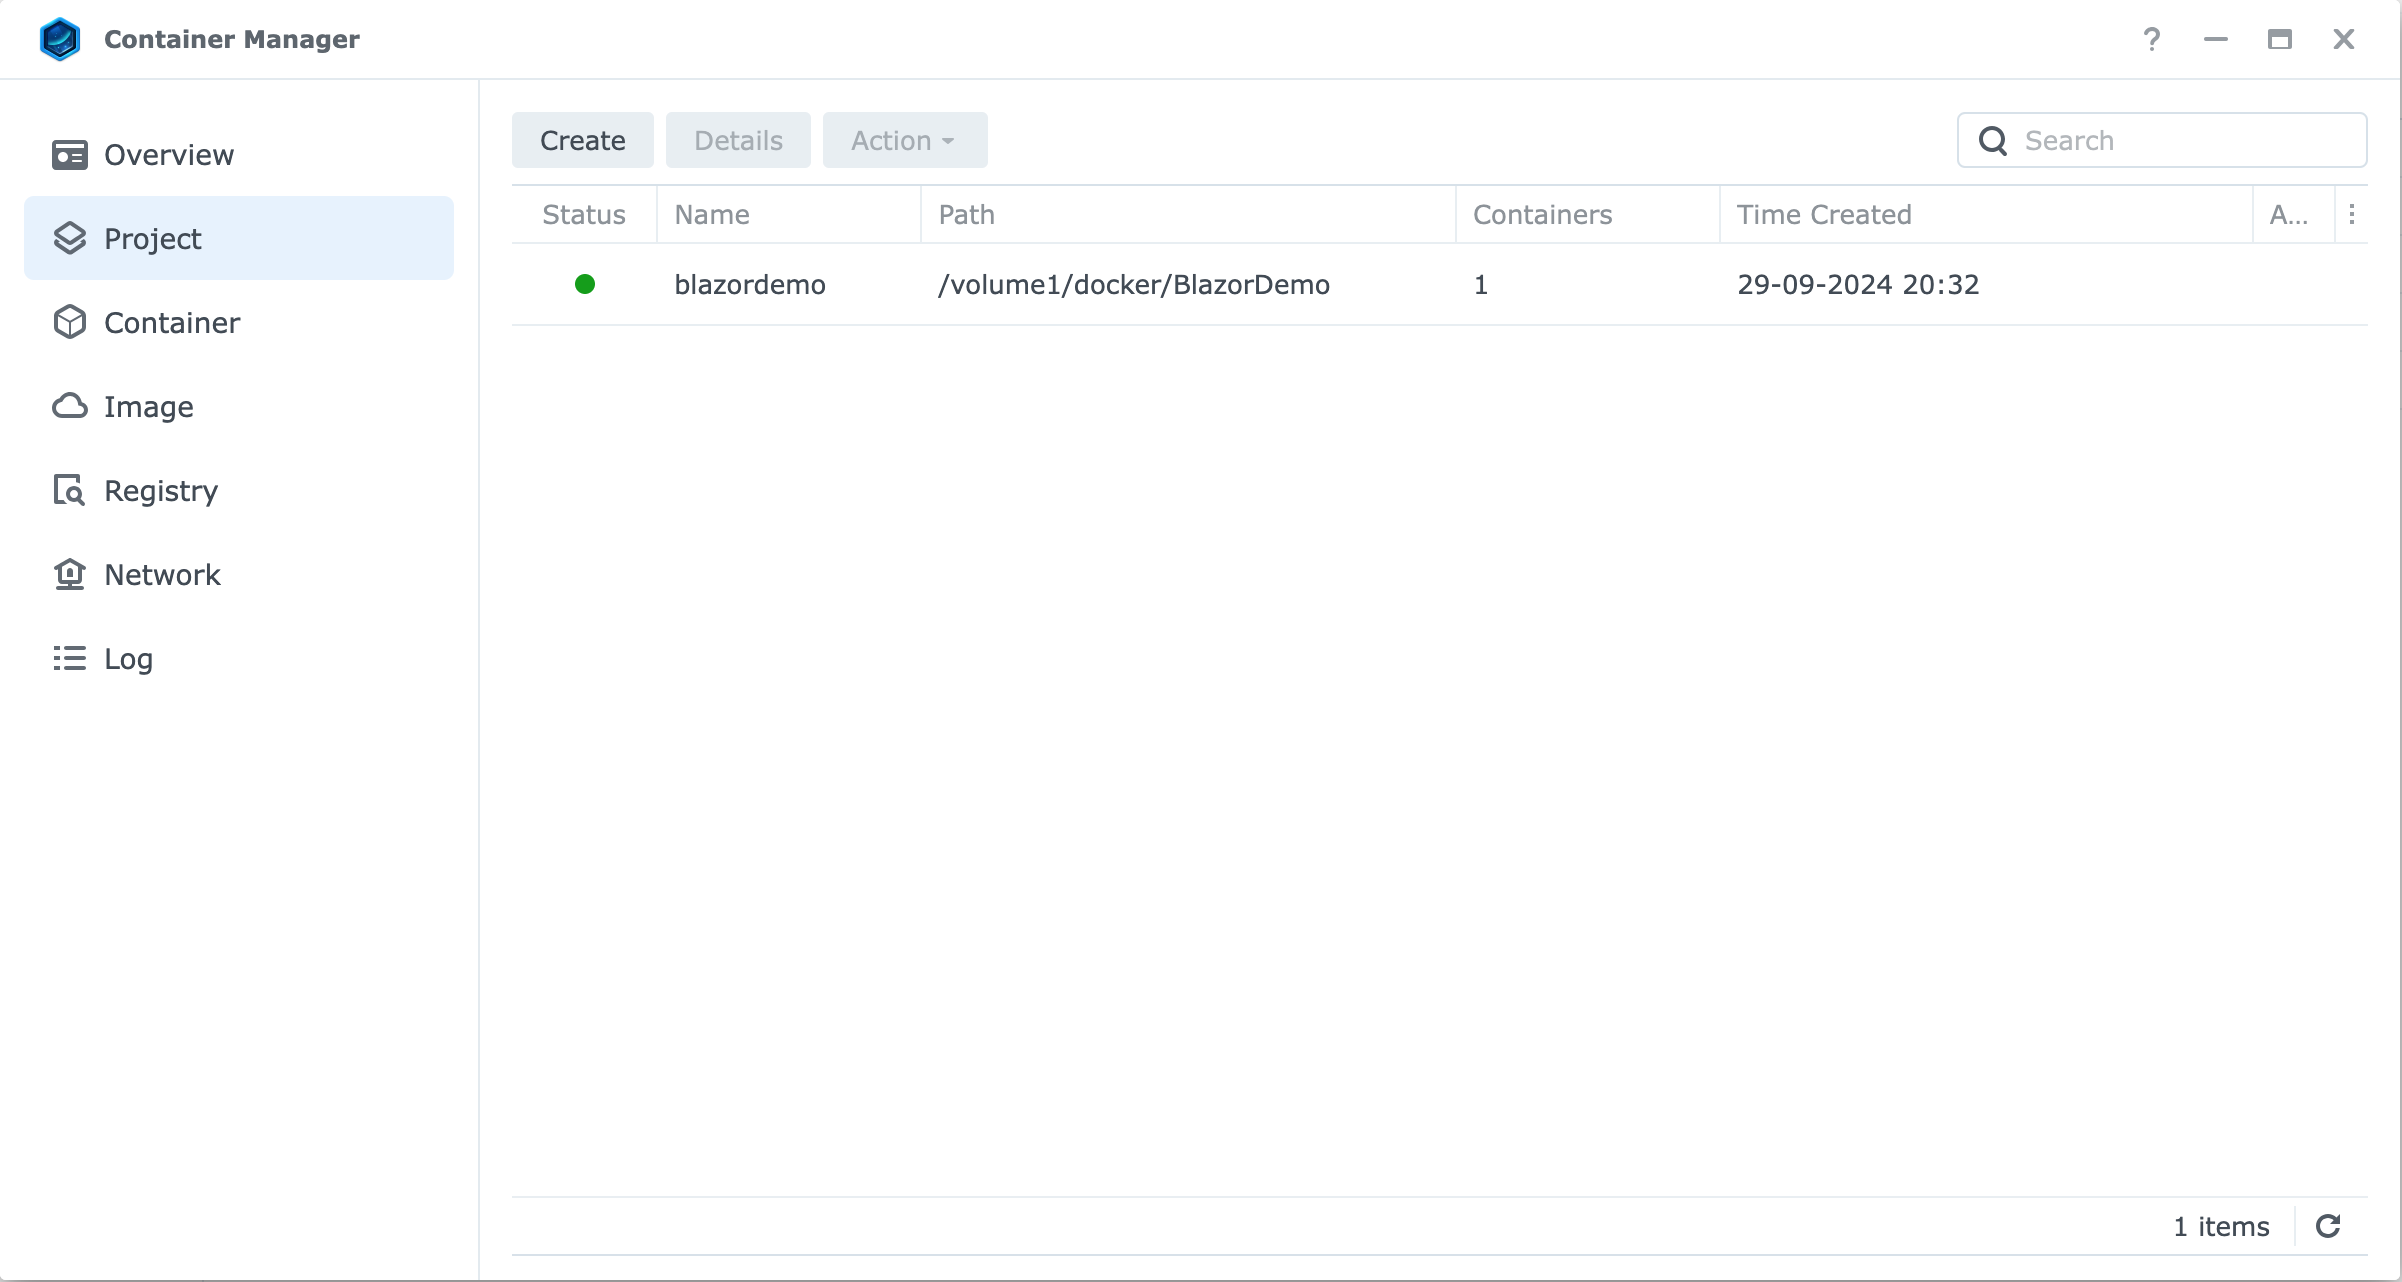 Container Manager
Overview
Project
Container
Image
Registry
Network
Log
Create Details Action
Search
Status Name Path Containers Time Created A...
blazordemo /volume1/docker/BlazorDemo 1 29-09-2024 20:32
1 items